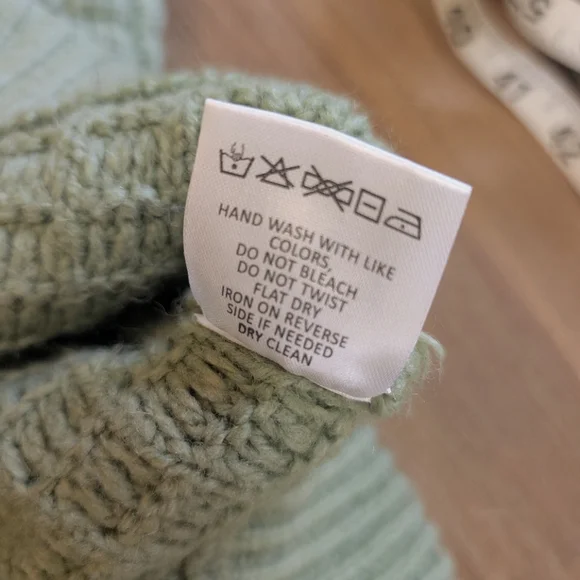 HAND WASH WITH LIKE
COLORS,
DO NOT BLEACH
DO NOT TWIST
FLAT DRY
IRON ON REVERSE
SIDE IF NEEDED
DRY CLEAN